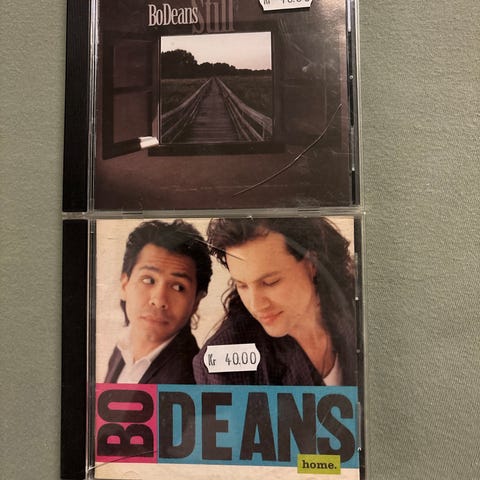 BoDeans still
Kr 40.00
BO DEANS
home.